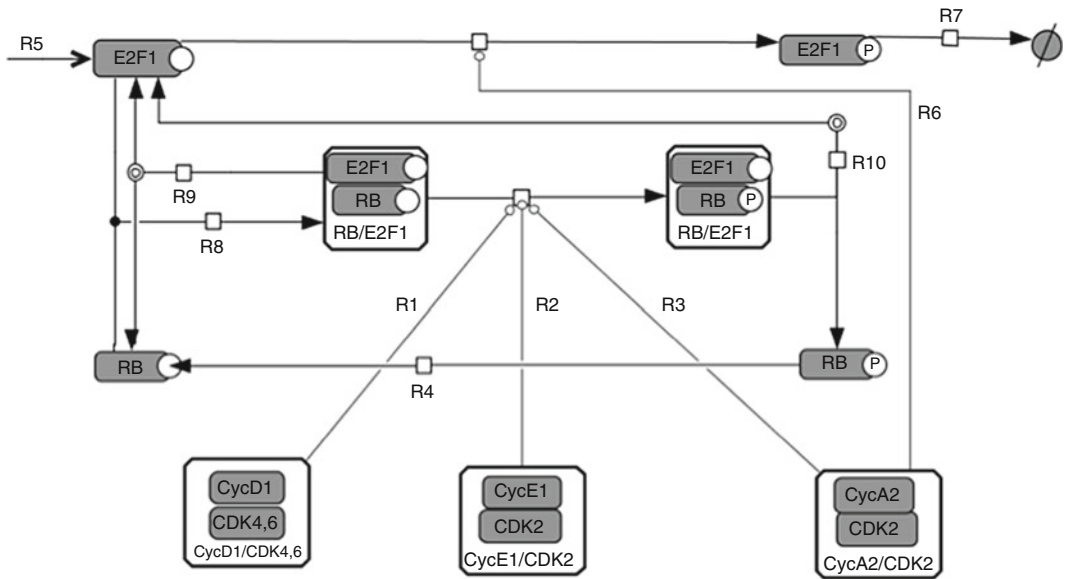 R5
E2F1
E2F1
P
R7
R6
R10
E2F1
RB
RB/E2F1
E2F1
RB
P
RB/E2F1
R9
R8
R1
R2
R3
RB
R4
RB
P
CycD1
CDK4,6
CycD1/CDK4,6
CycE1
CDK2
CycE1/CDK2
CycA2
CDK2
CycA2/CDK2